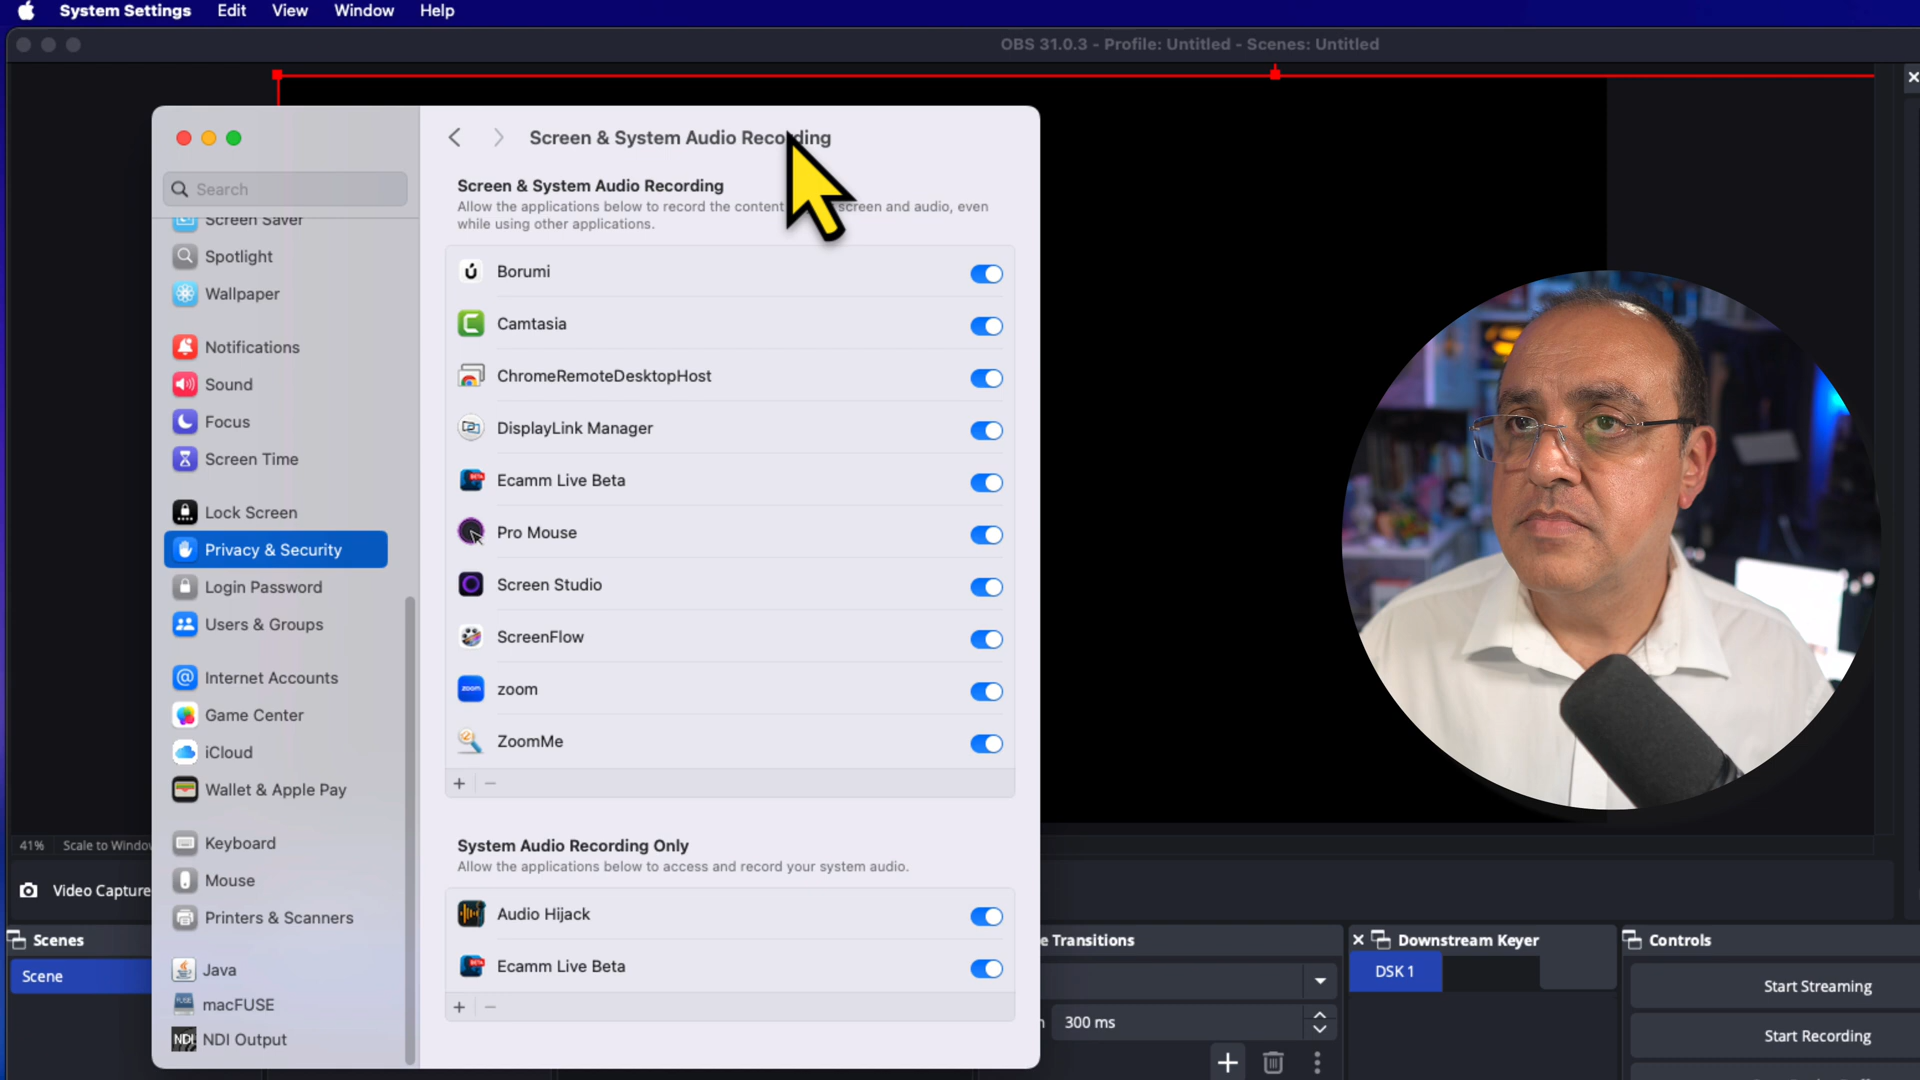 System Settings Edit View Window Help
OBS 31.0.3 - Profile: Untitled - Scenes: Untitled
Screen & System Audio Recording
Search
Screen Saver
Spotlight
Wallpaper
Notifications
Sound
Focus
Screen Time
Lock Screen
Privacy & Security
Login Password
Users & Groups
Internet Accounts
Game Center
iCloud
Wallet & Apple Pay
Keyboard
Mouse
Printers & Scanners
Java
macFUSE
NDI Output
Screen & System Audio Recording
Allow the applications below to record the content screen and audio, even
while using other applications.
Borumi
Camtasia
ChromeRemoteDesktopHost
DisplayLink Manager
Ecamm Live Beta
Pro Mouse
Screen Studio
ScreenFlow
zoom
zoom
ZoomMe
System Audio Recording Only
Allow the applications below to access and record your system audio.
Audio Hijack
Ecamm Live Beta
41% Scale to Window
Video Capture
Scenes
Scene
e Transitions
300 ms
Downstream Keyer
DSK 1
Controls
Start Streaming
Start Recording